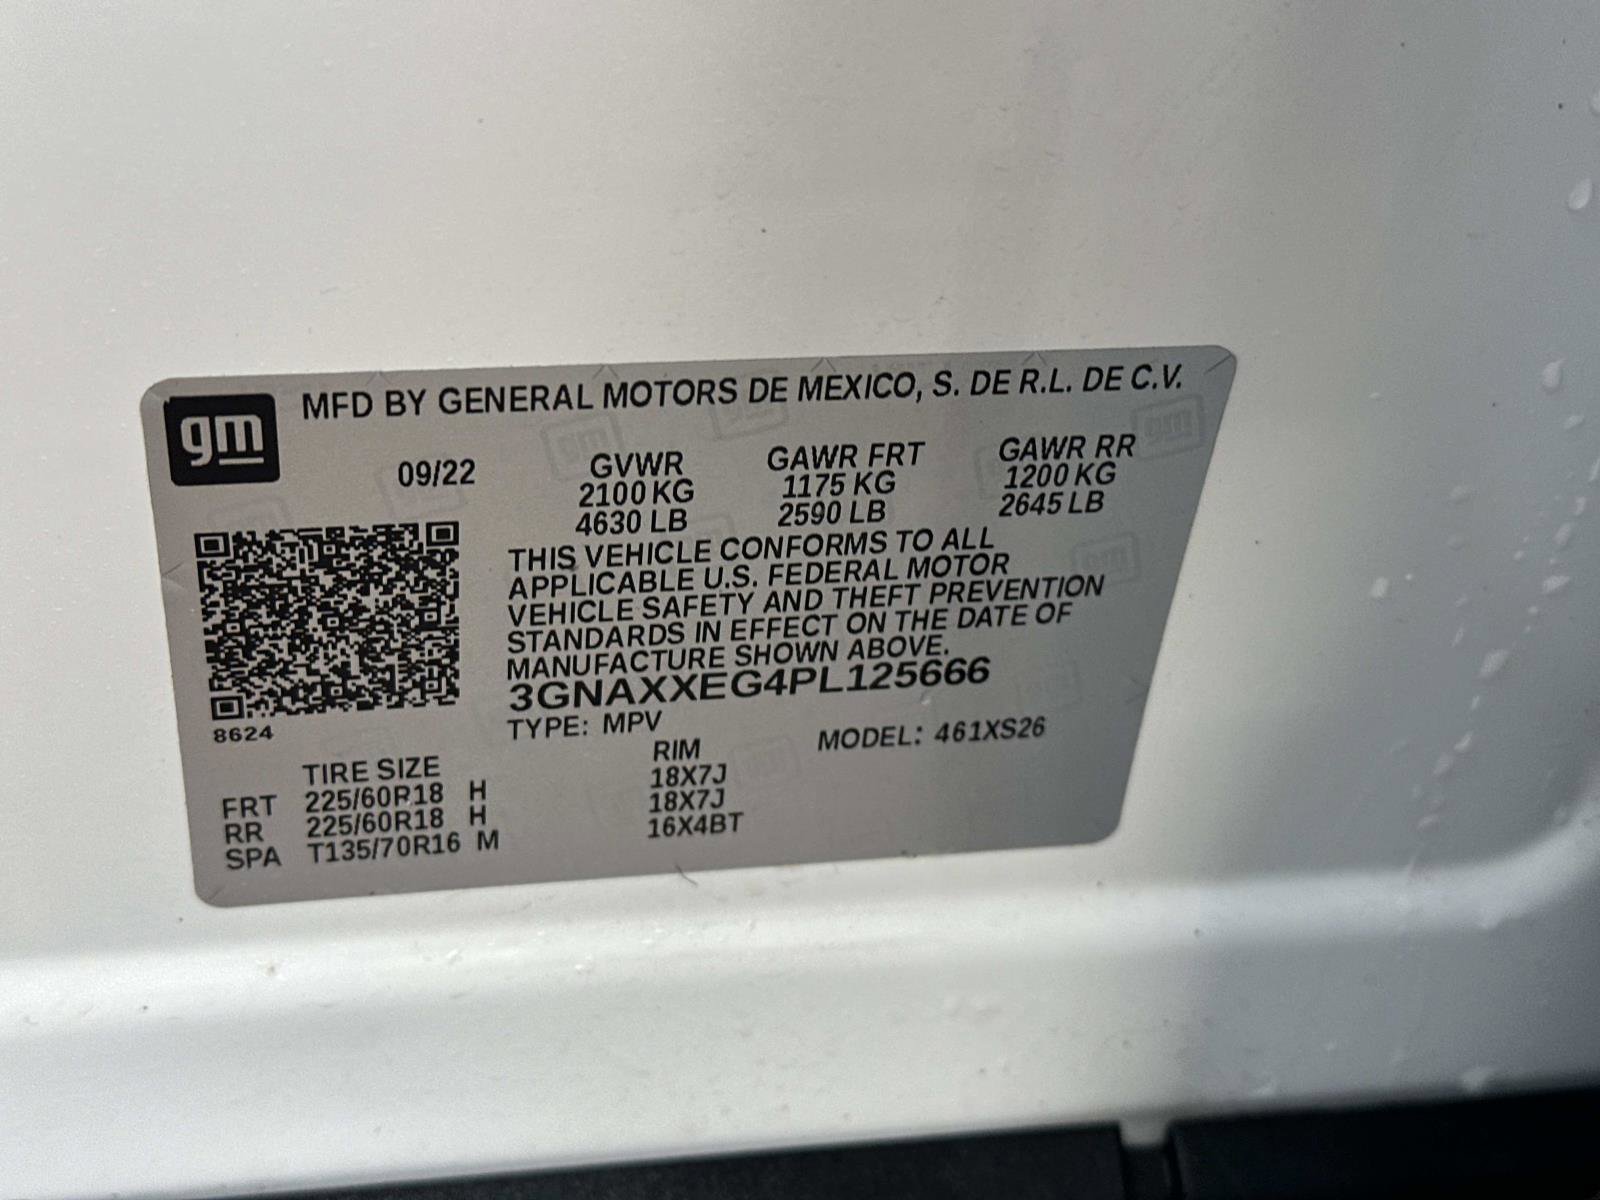 gm
MFD BY GENERAL MOTORS DE MEXICO, S. DE R.L. DE C.V.
09/22 GVWR GAWR FRT GAWR RR
2100 KG 1175 KG 1200 KG
4630 LB 2590 LB 2645 LB
THIS VEHICLE CONFORMS TO ALL
APPLICABLE U.S. FEDERAL MOTOR
VEHICLE SAFETY AND THEFT PREVENTION
STANDARDS IN EFFECT ON THE DATE OF
MANUFACTURE SHOWN ABOVE.
3GNAXXEG4PL125666
8624
TYPE: MPV MODEL: 461XS26
TIRE SIZE RIM
FRT 225/60R18 H 18X7J
RR 225/60R18 H 18X7J
SPA T135/70R16 M 16X4BT